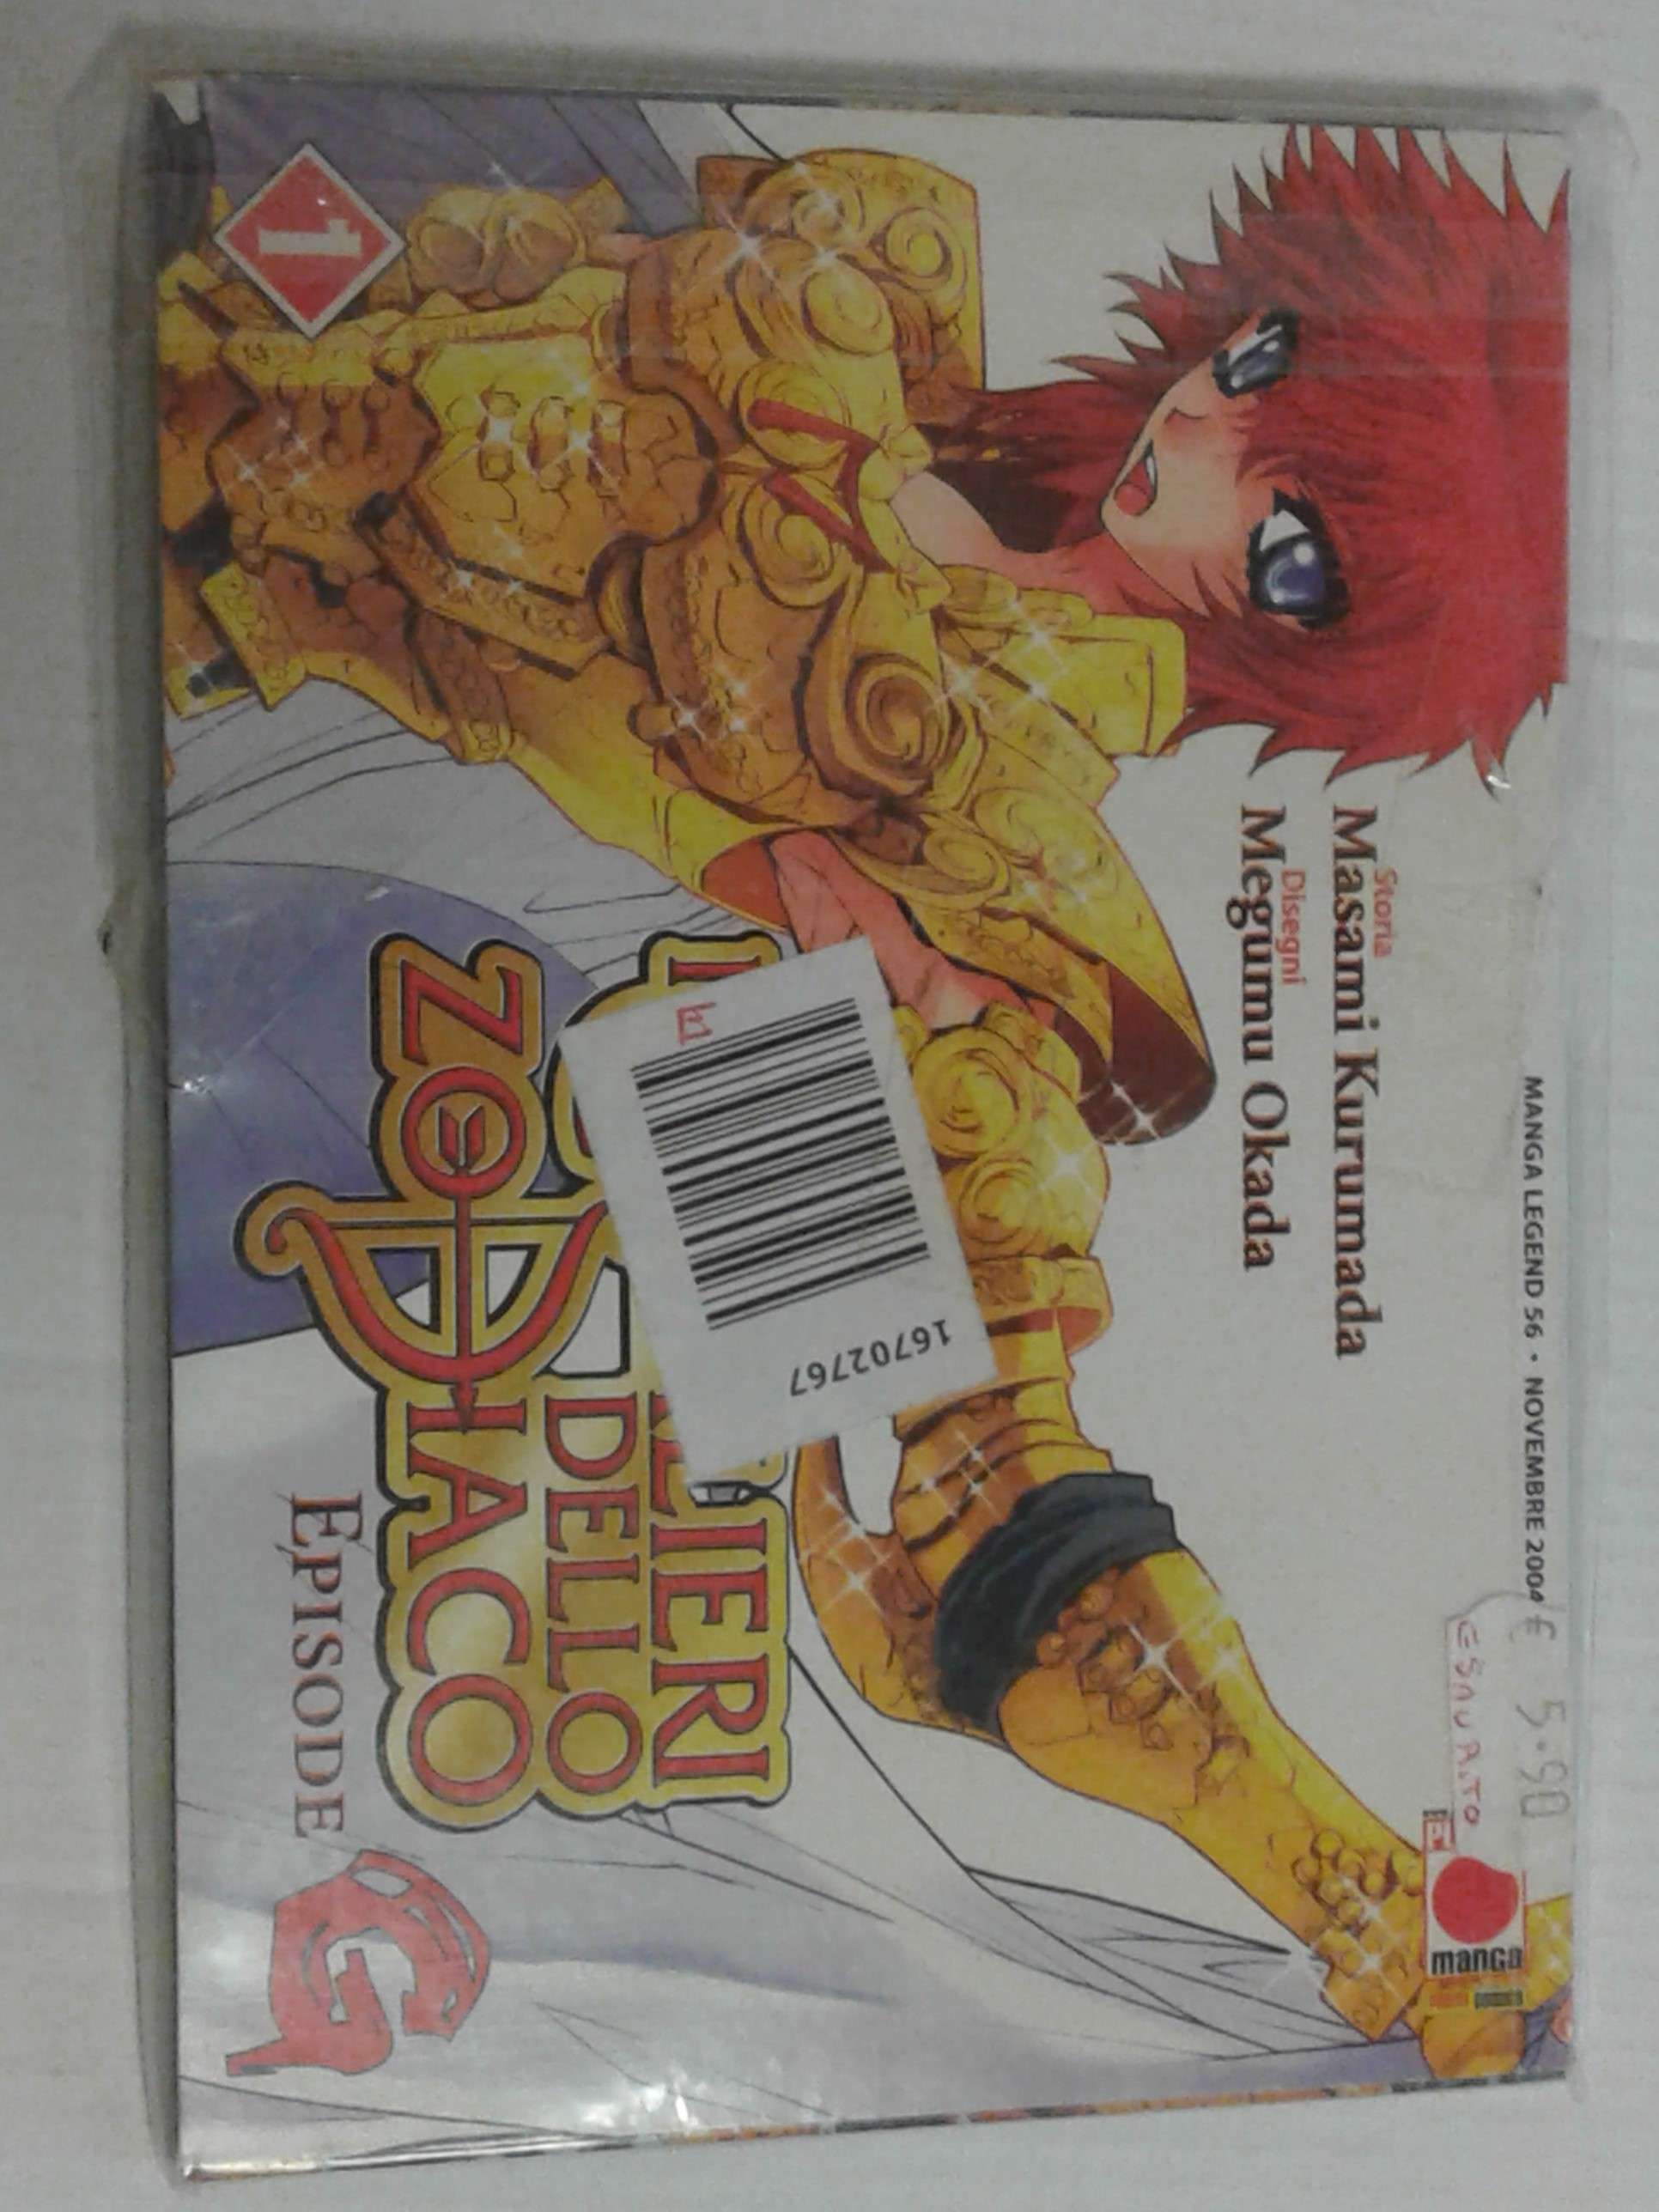 MANGA LEGEND 56 • NOVEMBRE 2004
€ 5.90
ESAURITO
manga
Storia
Masami Kurumada
Disegni
Megumu Okada
16702767
LIERI
DELLO
ZODIACO
EPISODE G
1